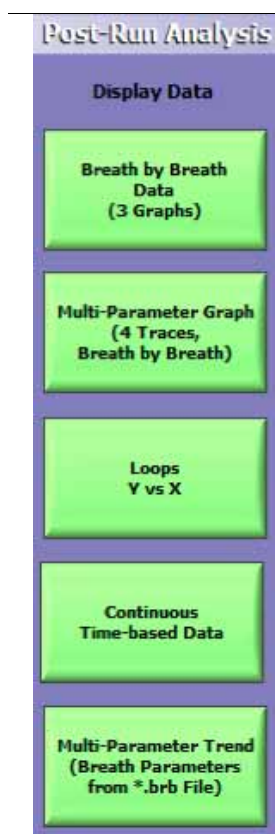 Post-Run Analysis
Display Data
Breath by Breath
Data
(3 Graphs)
Multi-Parameter Graph
(4 Traces,
Breath by Breath)
Loops
Y vs X
Continuous
Time-based Data
Multi-Parameter Trend
(Breath Parameters
from *.brb File)